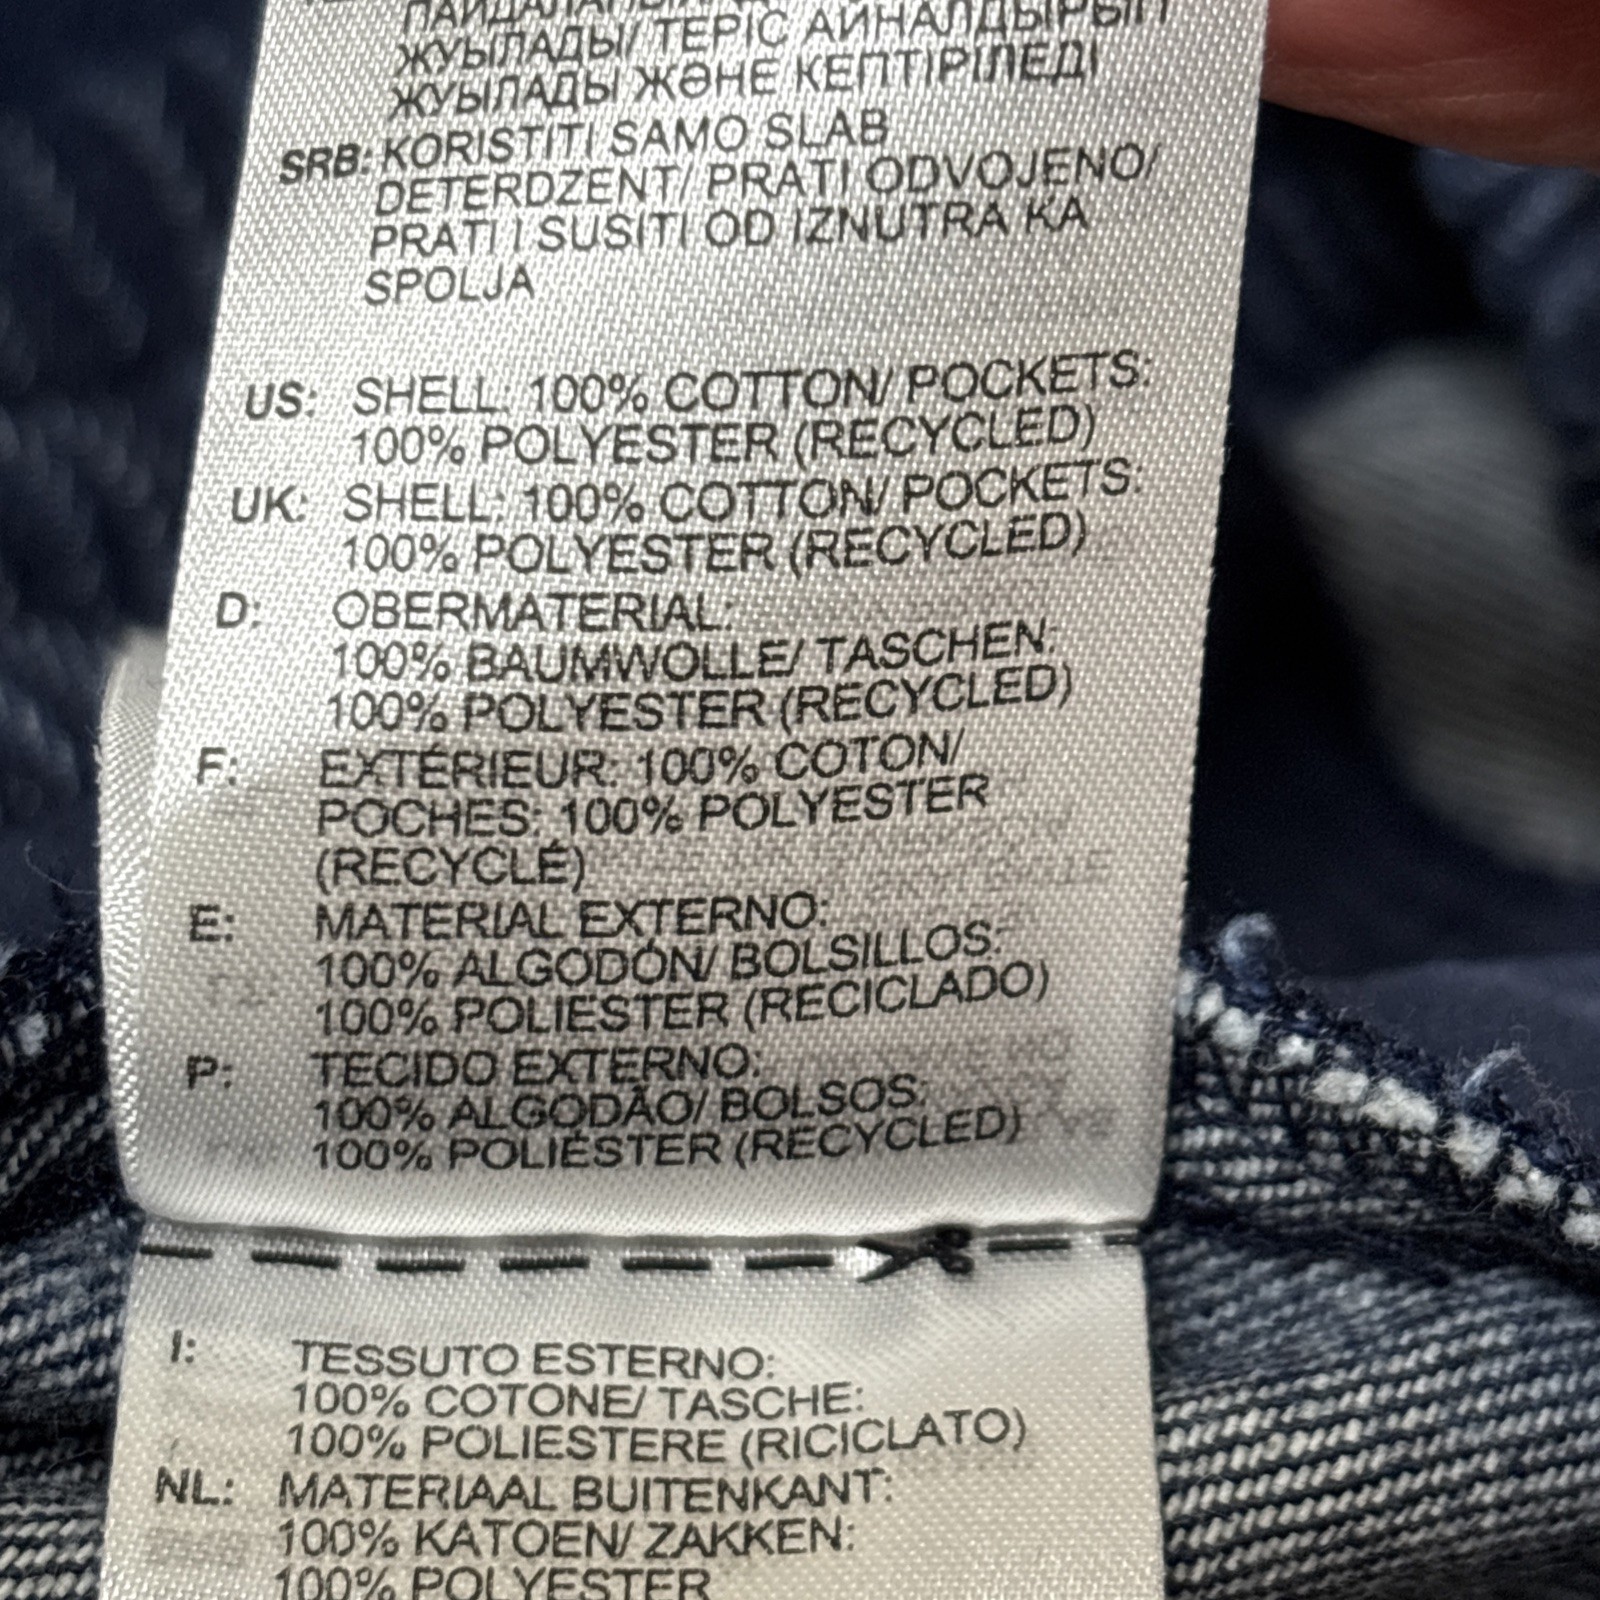 ПАЙДАЛАНЫ
ЖУЫЛАДЫ/ ТЕРІС АЙНАЛДЫРЫП
ЖУЫЛАДЫ ЖӘНЕ КЕПТІРІЛЕДІ
SRB: KORISTITI SAMO SLAB
DETERDZENT/ PRATI ODVOJENO/
PRATI I SUSITI OD IZNUTRA KA
SPOLJA
US: SHELL: 100% COTTON/ POCKETS:
100% POLYESTER (RECYCLED)
UK: SHELL: 100% COTTON/ POCKETS:
100% POLYESTER (RECYCLED)
D: OBERMATERIAL:
100% BAUMWOLLE/ TASCHEN:
100% POLYESTER (RECYCLED)
F: EXTÉRIEUR: 100% COTON/
POCHES: 100% POLYESTER
(RECYCLÉ)
E: MATERIAL EXTERNO:
100% ALGODÓN/ BOLSILLOS:
100% POLIÉSTER (RECICLADO)
P: TECIDO EXTERNO:
100% ALGODÃO/ BOLSOS:
100% POLIÉSTER (RECYCLED)
I: TESSUTO ESTERNO:
100% COTONE/ TASCHE:
100% POLIESTERE (RICICLATO)
NL: MATERIAAL BUITENKANT:
100% KATOEN/ ZAKKEN:
100% POLYESTER